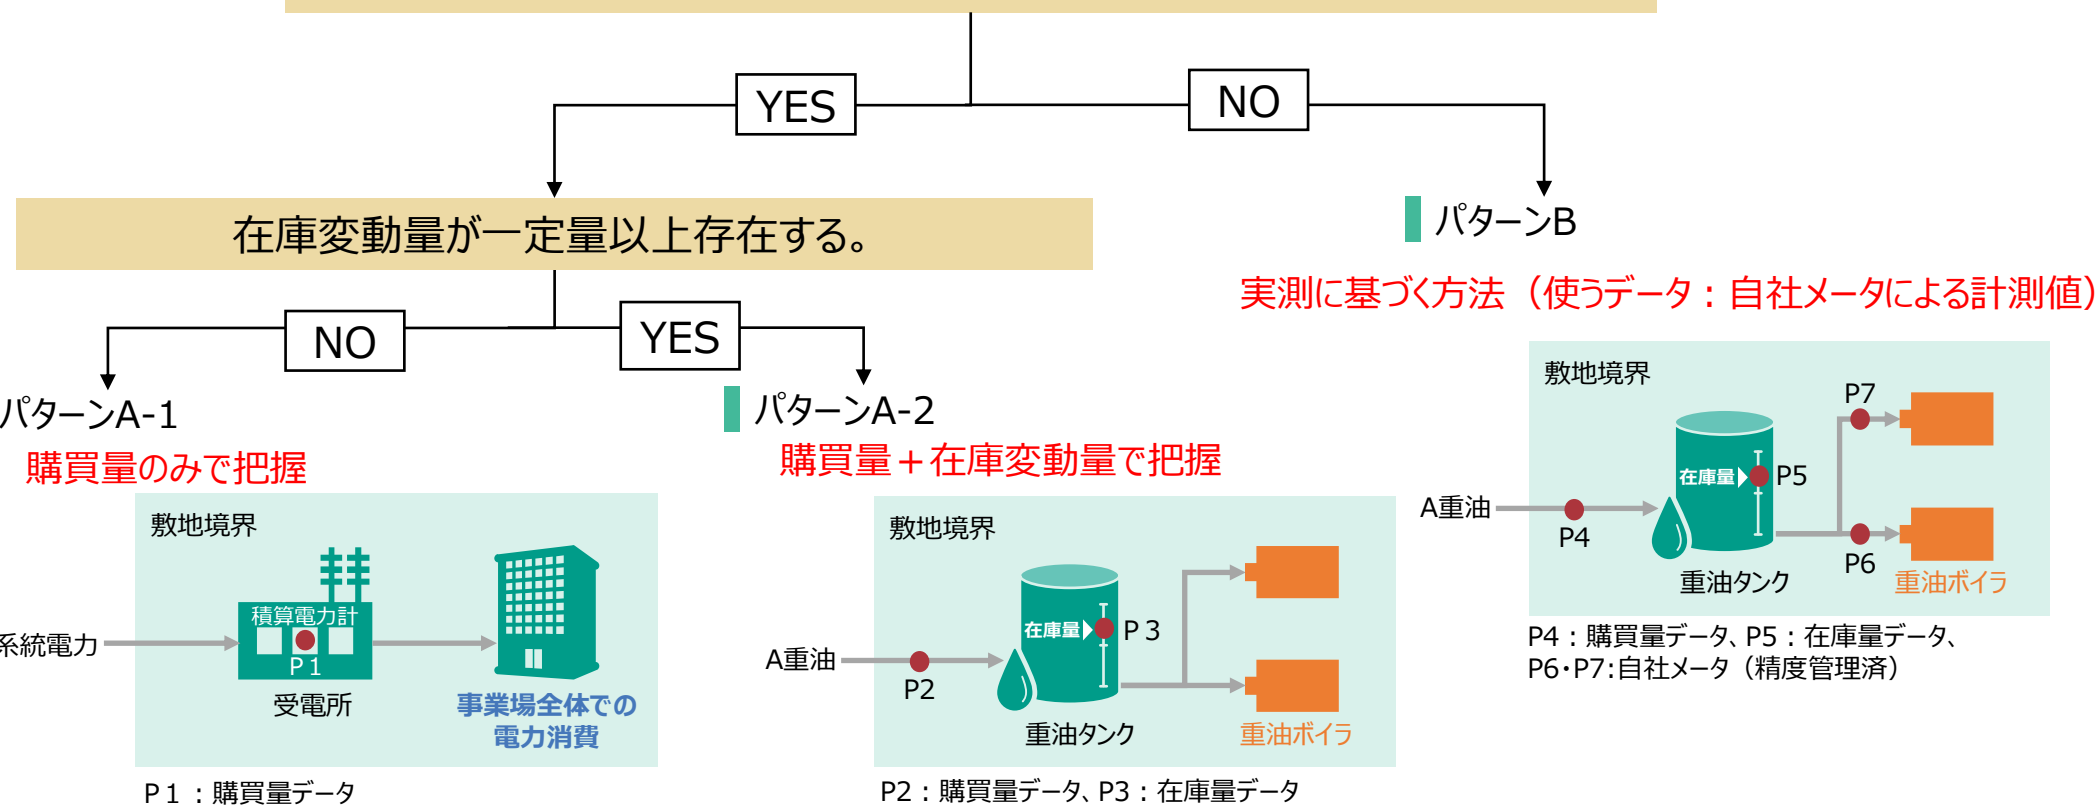 YES
NO
在庫変動量が一定量以上存在する。
NO
YES
パターンA-1
購買量のみで把握
敷地境界
積算電力計
P１
系統電力
受電所
事業場全体での
電力消費
P１：購買量データ
パターンA-2
購買量＋在庫変動量で把握
敷地境界
在庫量
P３
A重油
P2
重油タンク
重油ボイラ
P2：購買量データ、P3：在庫量データ
パターンB
実測に基づく方法（使うデータ：自社メータによる計測値）
敷地境界
P7
在庫量
P5
A重油
P4
P6
重油タンク
重油ボイラ
P4：購買量データ、P5：在庫量データ、
P6・P7:自社メータ（精度管理済）